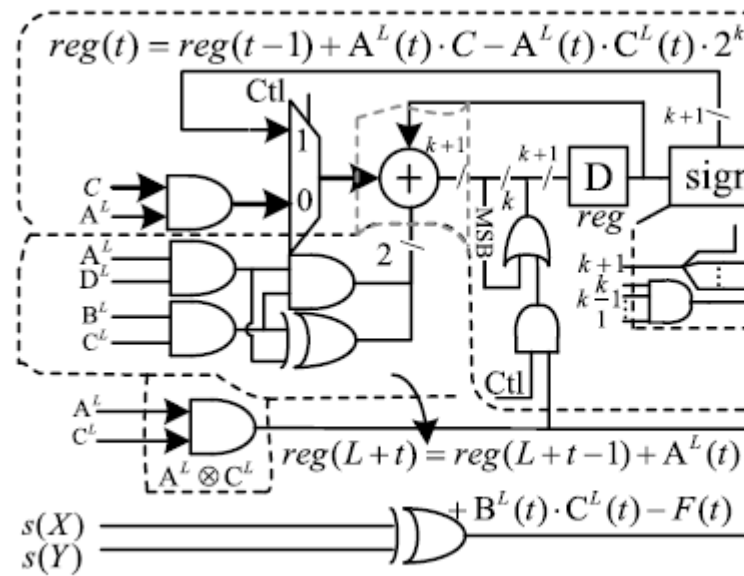 reg(t) = reg(t−1) + A^L(t)·C − A^L(t)·C^L(t)·2^k
Ctl
k+1
1
k+1
k+1
C
A^L
0
+
k
D
sign
reg
MSB
2
A^L
D^L
B^L
C^L
k+1
k
k−1
⋮
1
⋮
Ctl
A^L
C^L
A^L ⊗ C^L
reg(L+t) = reg(L+t−1) + A^L(t)
+ B^L(t)·C^L(t) − F(t)
s(X)
s(Y)